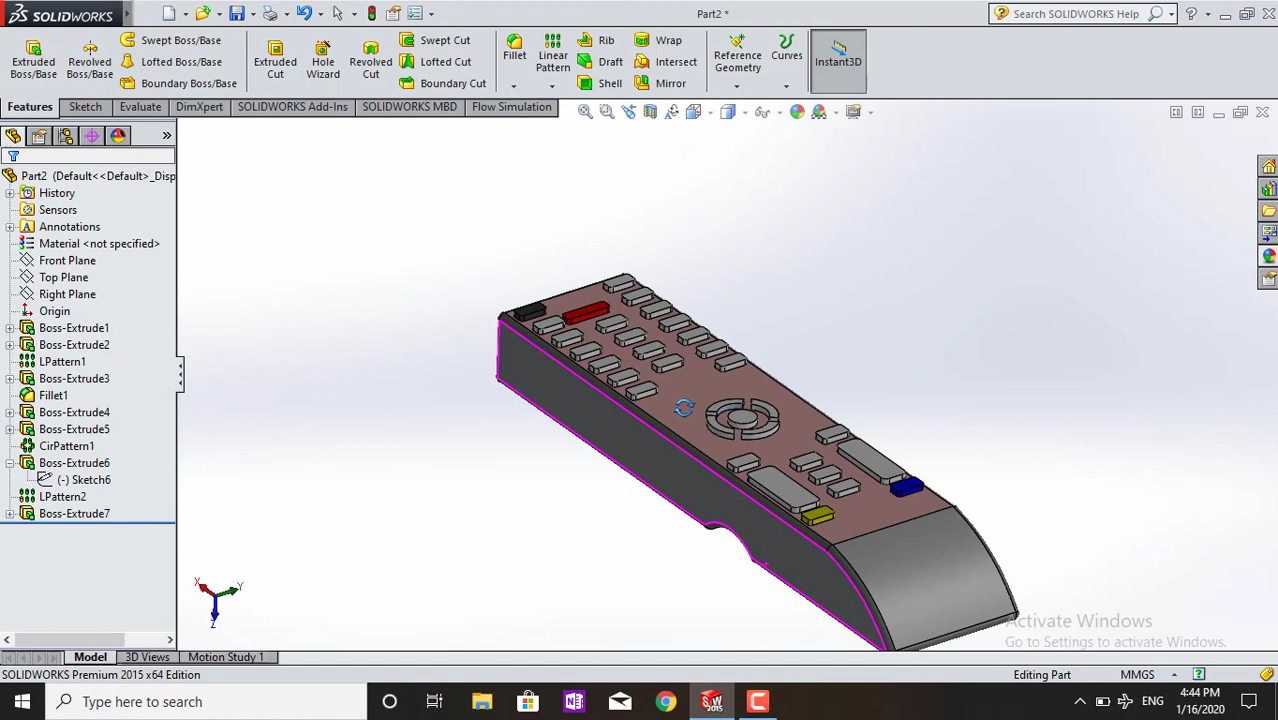 SOLIDWORKS
Part2 *
Search SOLIDWORKS Help
Extruded Boss/Base
Revolved Boss/Base
Swept Boss/Base
Lofted Boss/Base
Boundary Boss/Base
Extruded Cut
Hole Wizard
Revolved Cut
Swept Cut
Lofted Cut
Boundary Cut
Fillet
Linear Pattern
Rib
Draft
Shell
Wrap
Intersect
Mirror
Reference Geometry
Curves
Instant3D
Features
Sketch
Evaluate
DimXpert
SOLIDWORKS Add-Ins
SOLIDWORKS MBD
Flow Simulation
Part2 (Default<<Default>_Disp
History
Sensors
Annotations
Material <not specified>
Front Plane
Top Plane
Right Plane
Origin
Boss-Extrude1
Boss-Extrude2
LPattern1
Boss-Extrude3
Fillet1
Boss-Extrude4
Boss-Extrude5
CirPattern1
Boss-Extrude6
(-) Sketch6
LPattern2
Boss-Extrude7
X
Y
Z
Activate Windows
Go to Settings to activate Windows.
Model
3D Views
Motion Study 1
SOLIDWORKS Premium 2015 x64 Edition
Editing Part
MMGS
Type here to search
SW
2015
ENG
4:44 PM
1/16/2020